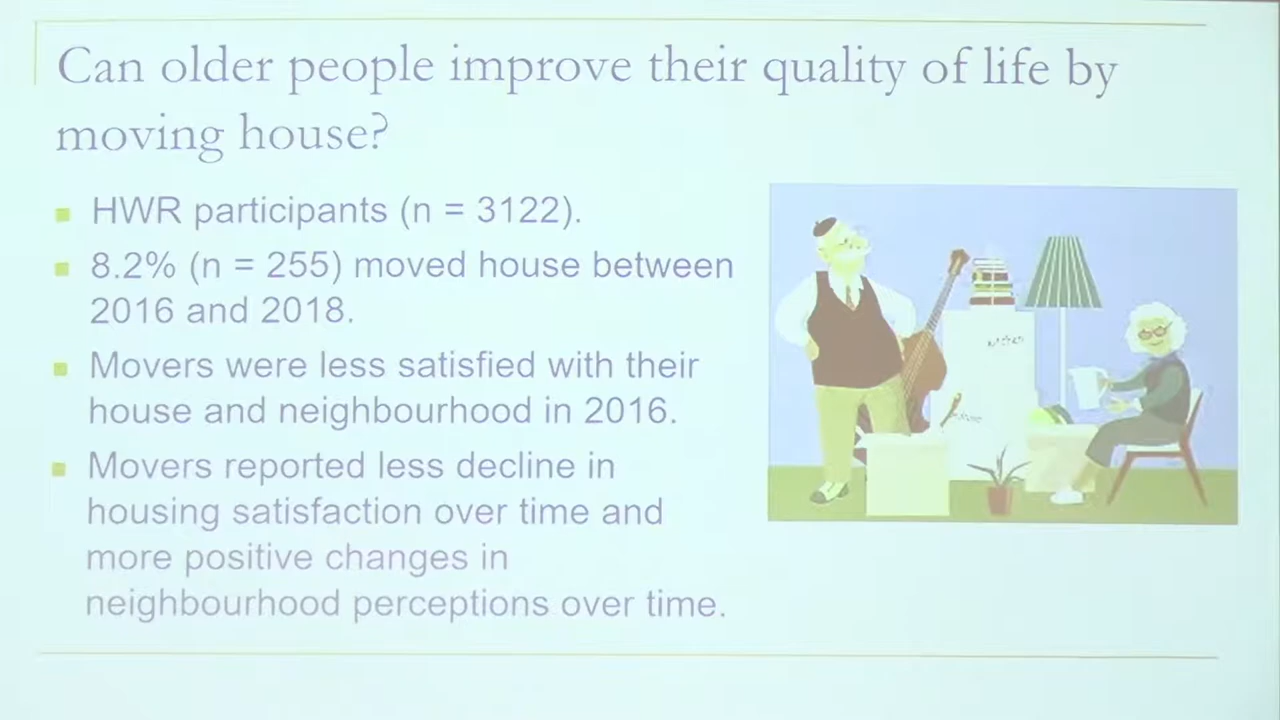 Can older people improve their quality of life by
moving house?
HWR participants (n = 3122).
8.2% (n = 255) moved house between
2016 and 2018.
Movers were less satisfied with their
house and neighbourhood in 2016.
Movers reported less decline in
housing satisfaction over time and
more positive changes in
neighbourhood perceptions over time.